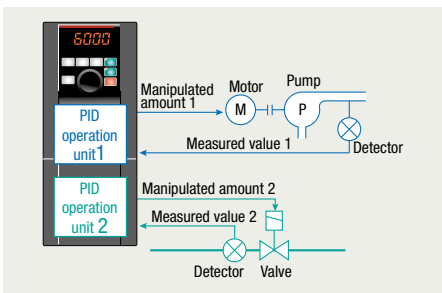 6000
Manipulated
amount 1
Motor
Pump
M
P
PID
operation
unit1
Measured value 1
Detector
PID
operation
unit 2
Manipulated amount 2
Measured value 2
Detector
Valve